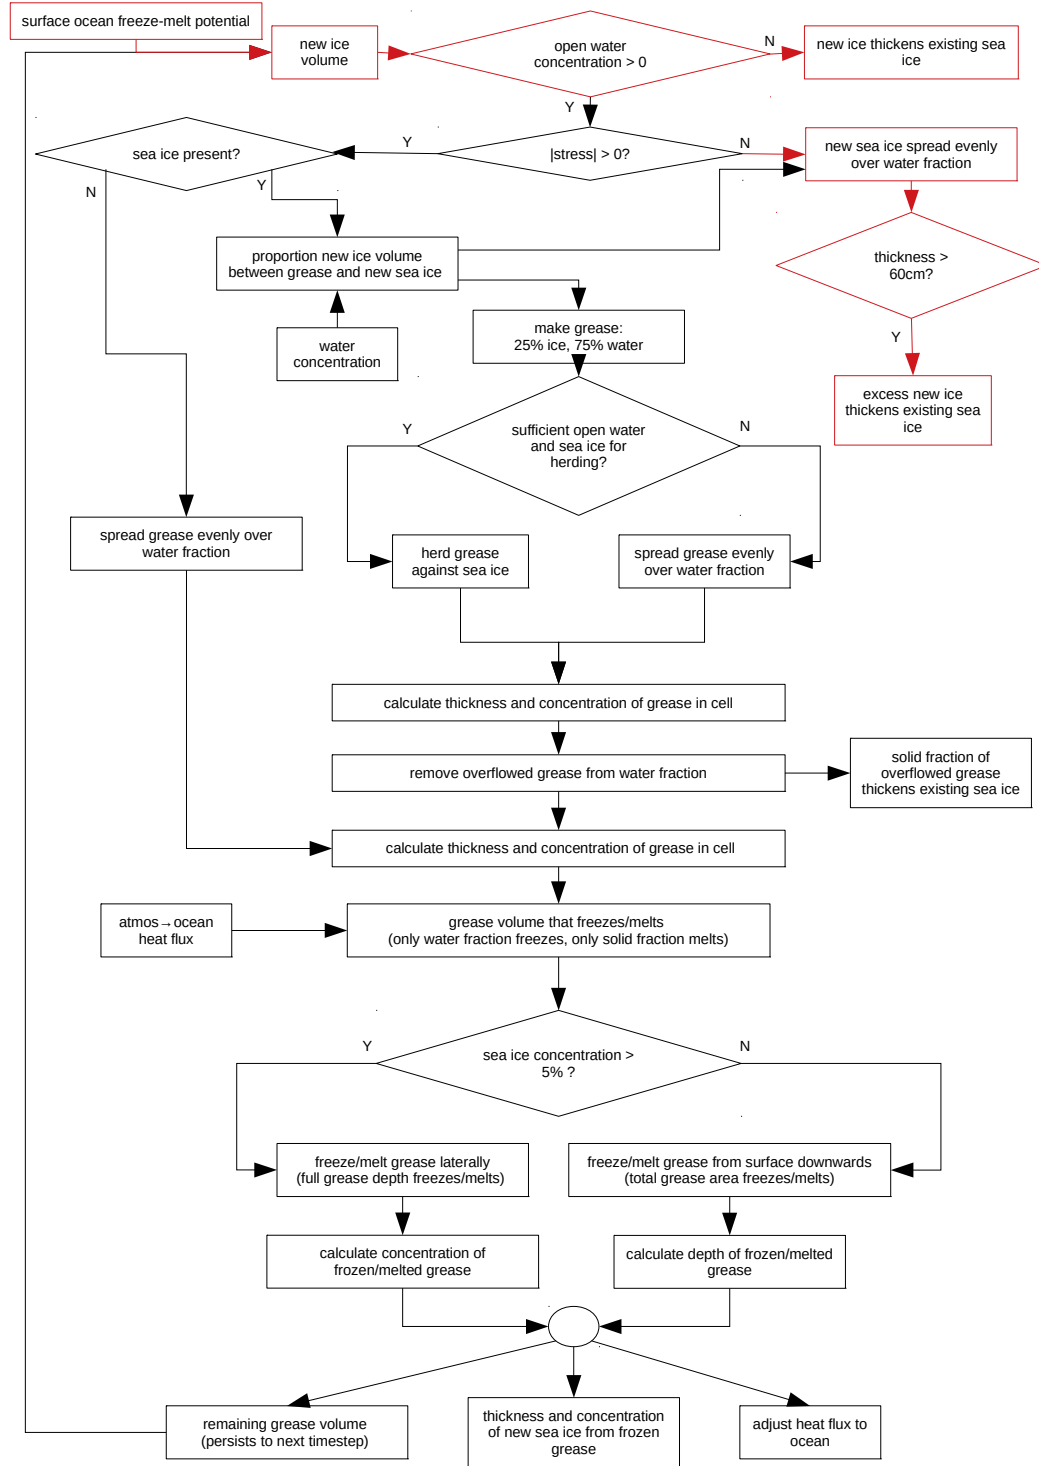 surface ocean freeze-melt potential
new ice
volume
open water
concentration > 0
N
new ice thickens existing sea
ice
Y
sea ice present?
Y
|stress| > 0?
N
new sea ice spread evenly
over water fraction
N
Y
proportion new ice volume
between grease and new sea ice
thickness >
60cm?
water
concentration
make grease:
25% ice, 75% water
Y
excess new ice
thickens existing sea
ice
Y
sufficient open water
and sea ice for
herding?
N
spread grease evenly over
water fraction
herd grease
against sea ice
spread grease evenly
over water fraction
calculate thickness and concentration of grease in cell
remove overflowed grease from water fraction
solid fraction of
overflowed grease
thickens existing sea ice
calculate thickness and concentration of grease in cell
atmos→ocean
heat flux
grease volume that freezes/melts
(only water fraction freezes, only solid fraction melts)
Y
sea ice concentration >
5% ?
N
freeze/melt grease laterally
(full grease depth freezes/melts)
freeze/melt grease from surface downwards
(total grease area freezes/melts)
calculate concentration of
frozen/melted grease
calculate depth of frozen/melted
grease
remaining grease volume
(persists to next timestep)
thickness and concentration
of new sea ice from frozen
grease
adjust heat flux to
ocean